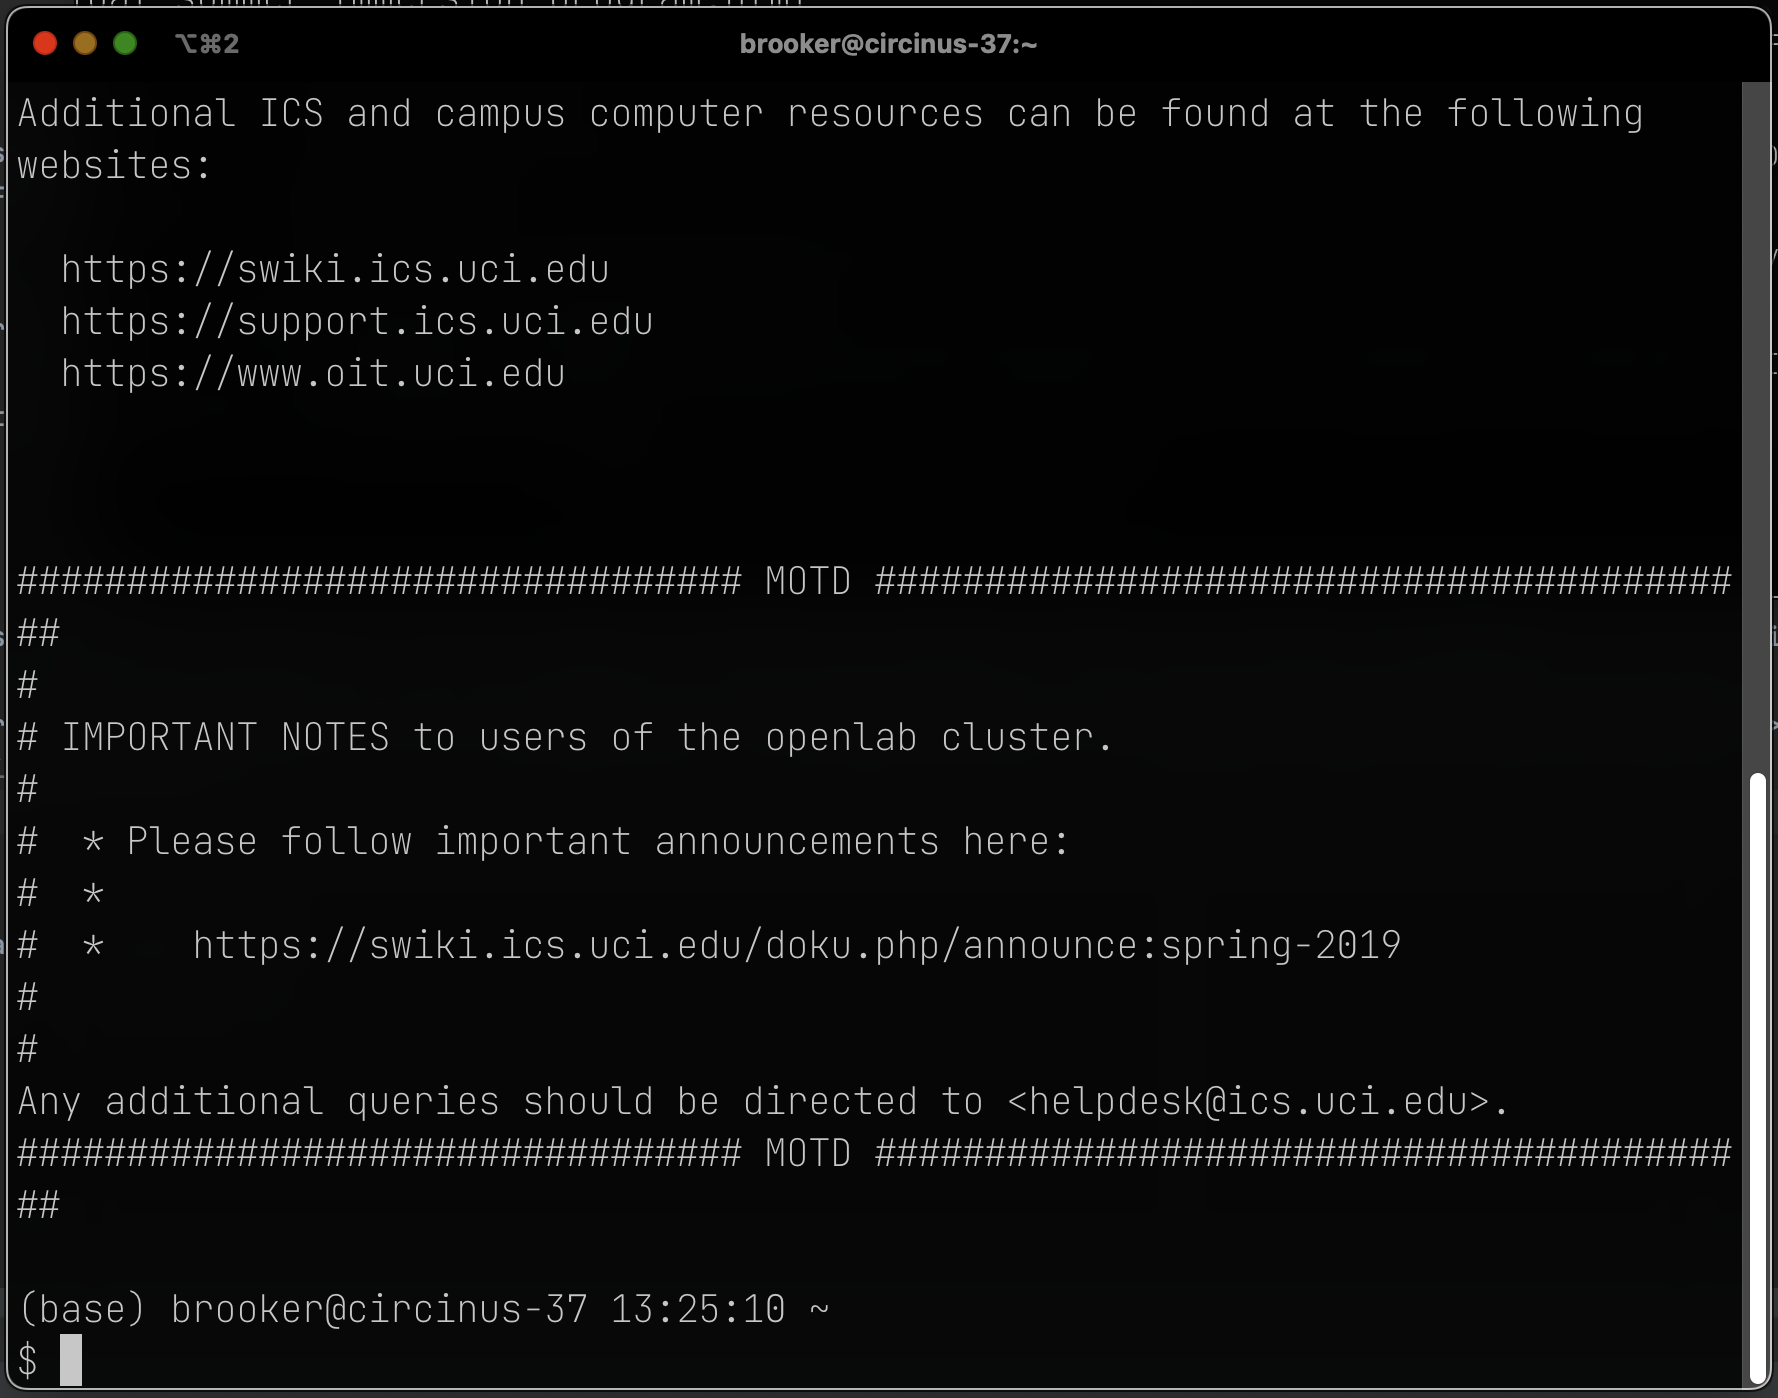 ⌥⌘2
brooker@circinus-37:~
Additional ICS and campus computer resources can be found at the following
websites:
https://swiki.ics.uci.edu
https://support.ics.uci.edu
https://www.oit.uci.edu
################################# MOTD #######################################
##
#
# IMPORTANT NOTES to users of the openlab cluster.
#
#  * Please follow important announcements here:
#  *
#  *    https://swiki.ics.uci.edu/doku.php/announce:spring-2019
#
#
Any additional queries should be directed to <helpdesk@ics.uci.edu>.
################################# MOTD #######################################
##
(base) brooker@circinus-37 13:25:10 ~
$